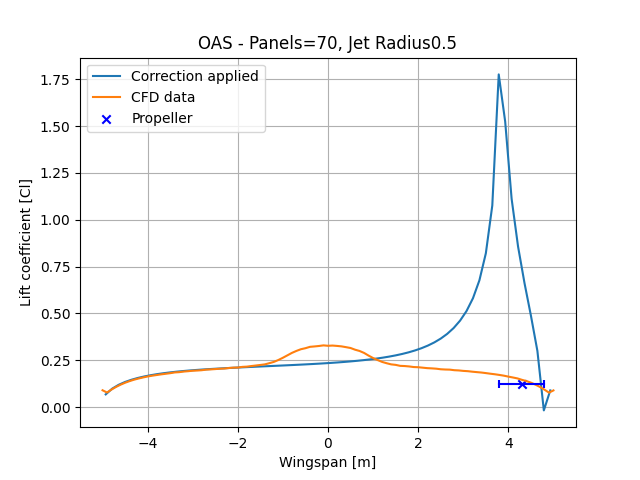 OAS - Panels=70, Jet Radius0.5
Correction applied
CFD data
Propeller
1.75
1.50
1.25
1.00
0.75
0.50
0.25
0.00
Lift coefficient [Cl]
−4
−2
0
2
4
Wingspan [m]